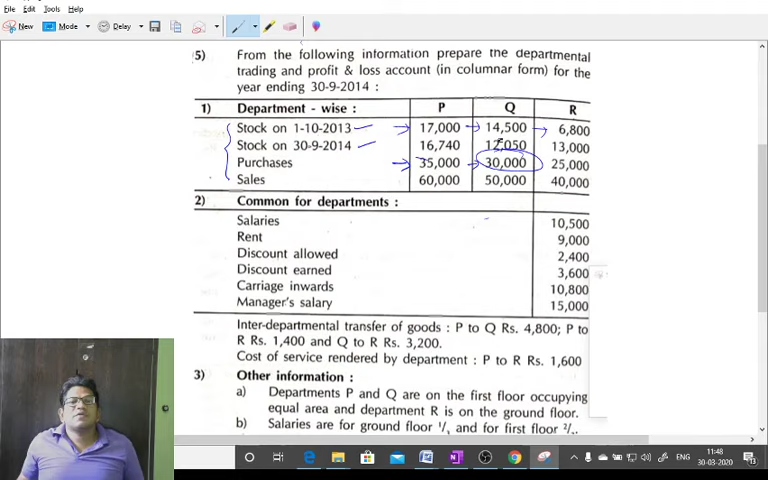 File Edit Tools Help
New Mode Delay
5) From the following information prepare the departmental
trading and profit & loss account (in columnar form) for the
year ending 30-9-2014 :
1) Department - wise : P Q R
Stock on 1-10-2013 17,000 14,500 6,800
Stock on 30-9-2014 16,740 12,050 13,000
Purchases 35,000 30,000 25,000
Sales 60,000 50,000 40,000
2) Common for departments :
Salaries 10,500
Rent 9,000
Discount allowed 2,400
Discount earned 3,600
Carriage inwards 10,800
Manager's salary 15,000
Inter-departmental transfer of goods : P to Q Rs. 4,800; P to
R Rs. 1,400 and Q to R Rs. 3,200.
Cost of service rendered by department : P to R Rs. 1,600
3) Other information :
a) Departments P and Q are on the first floor occupying
equal area and department R is on the ground floor.
b) Salaries are for ground floor and for first floor
ENG 11:48
30-03-2020